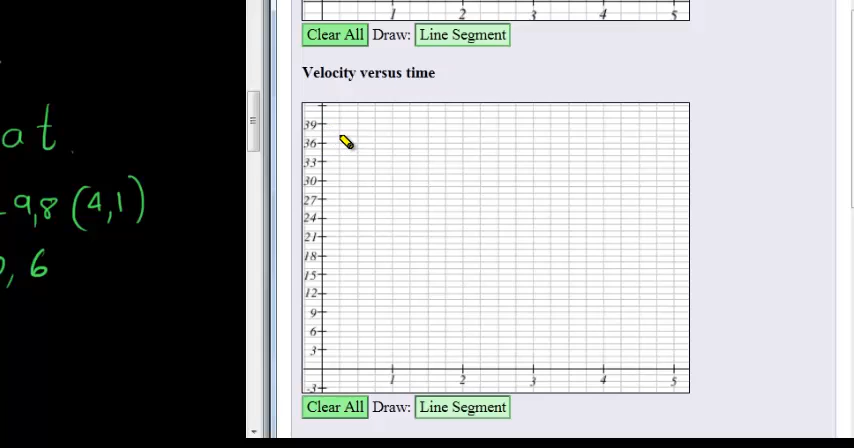 1 2 3 4 5
Clear All Draw: Line Segment
Velocity versus time
39
36
33
30
27
24
21
18
15
12
9
6
3
-3
1 2 3 4 5
Clear All Draw: Line Segment
at
9,8 (4,1)
, 6